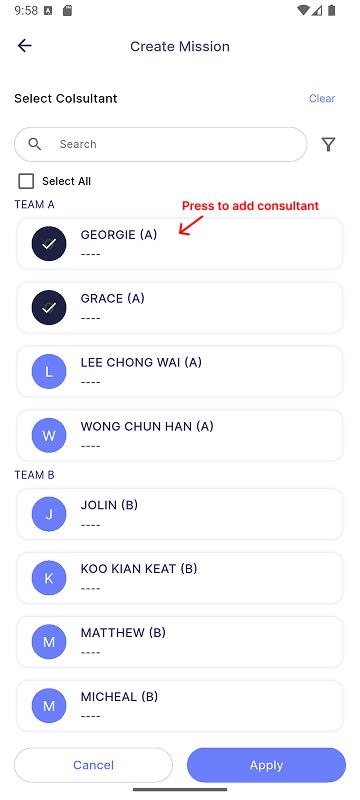 9:58
Create Mission
Select Colsultant
Clear
Search
Select All
TEAM A
Press to add consultant
GEORGIE (A)
----
GRACE (A)
----
L
LEE CHONG WAI (A)
----
W
WONG CHUN HAN (A)
----
TEAM B
J
JOLIN (B)
----
K
KOO KIAN KEAT (B)
----
M
MATTHEW (B)
----
M
MICHEAL (B)
----
Cancel
Apply